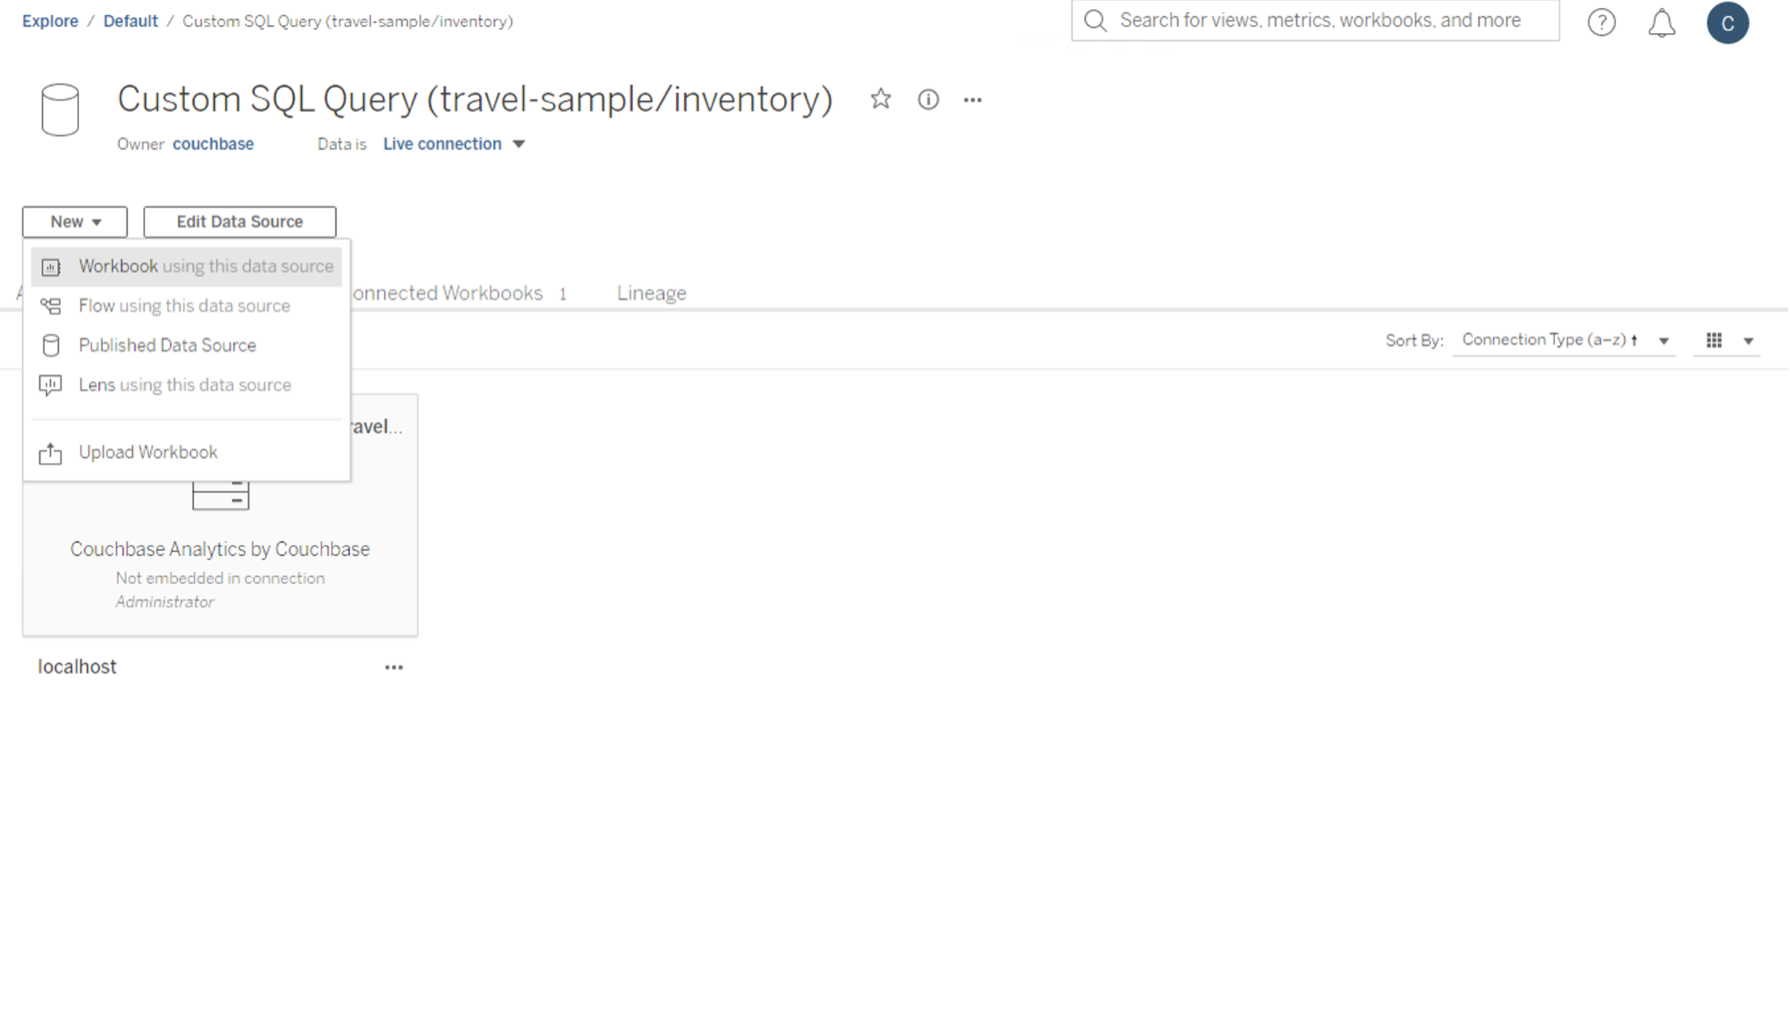 Explore / Default / Custom SQL Query (travel-sample/inventory)
Search for views, metrics, workbooks, and more
?
C
Custom SQL Query (travel-sample/inventory)
Owner couchbase
Data is Live connection
New
Edit Data Source
Workbook using this data source
Flow using this data source
Published Data Source
Lens using this data source
Upload Workbook
onnected Workbooks 1
Lineage
Sort By: Connection Type (a–z) ↑
ravel...
Couchbase Analytics by Couchbase
Not embedded in connection
Administrator
localhost